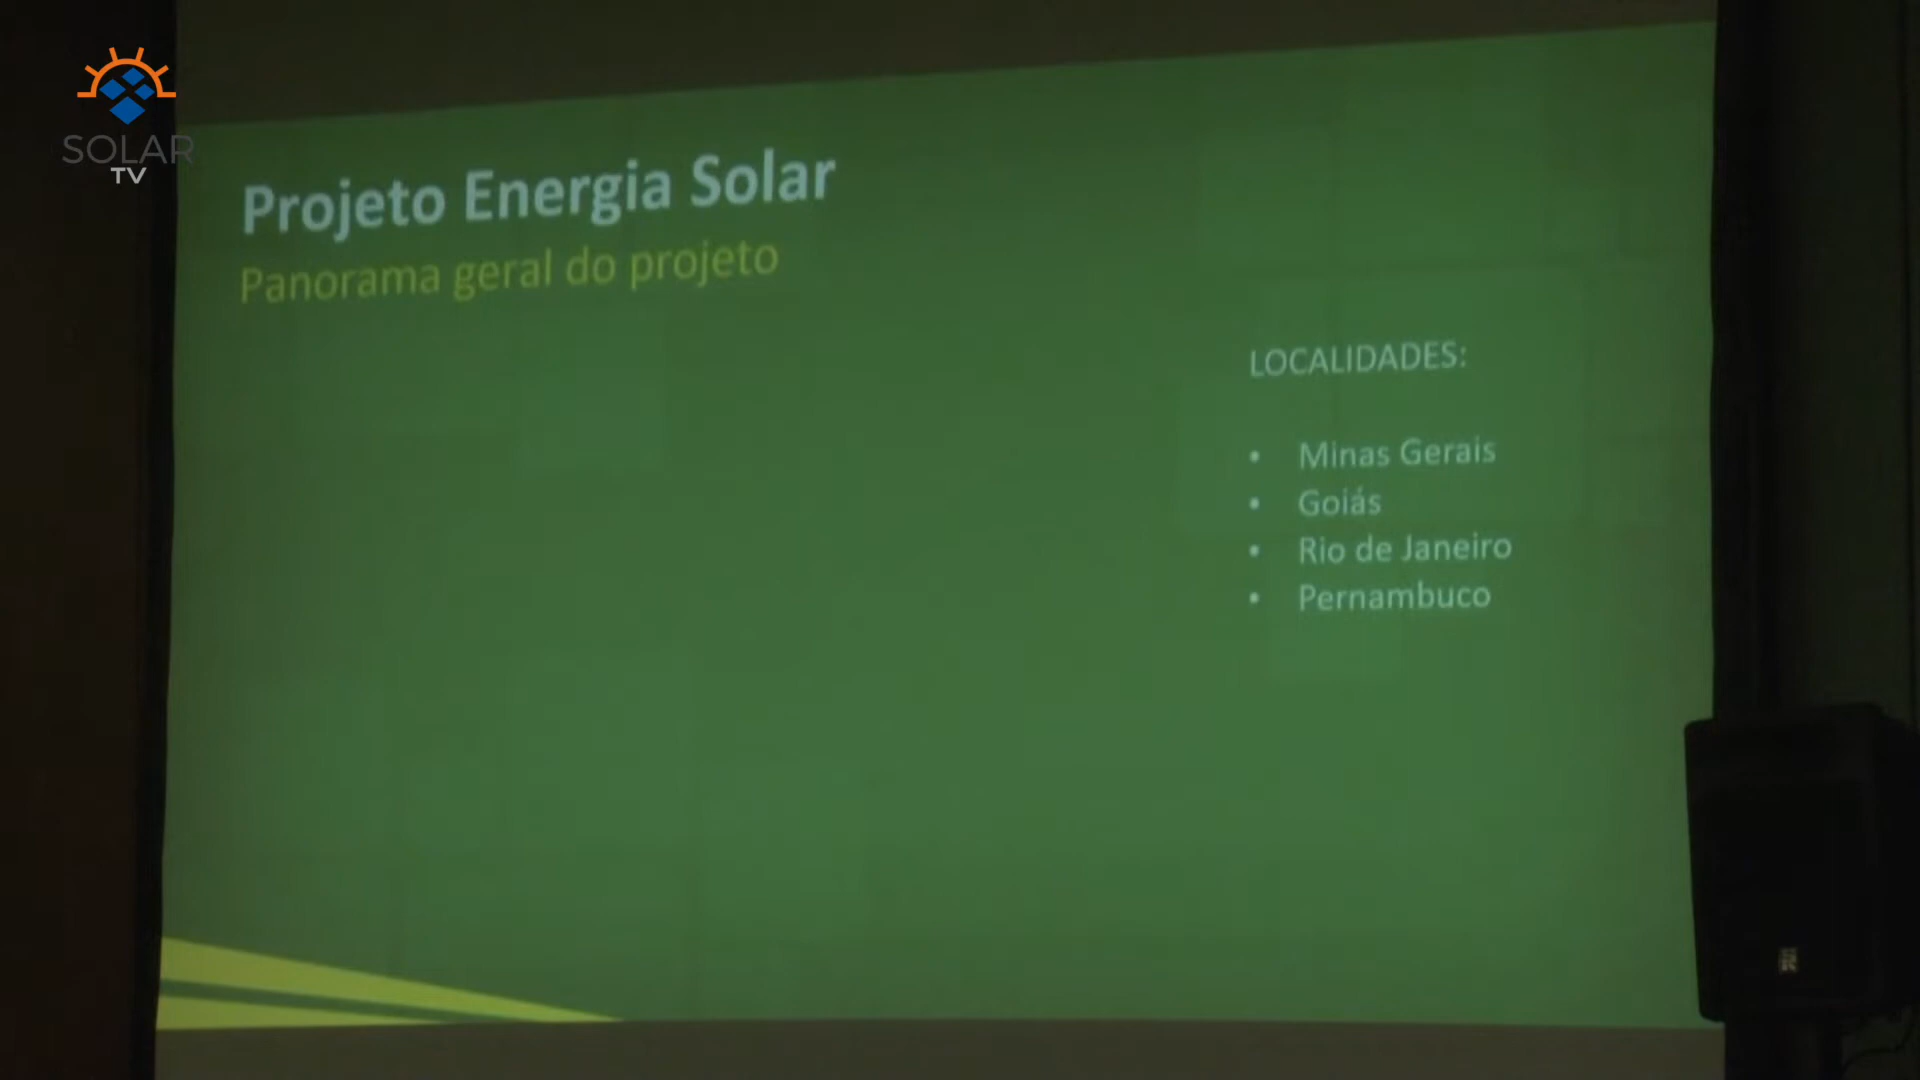 SOLAR
TV
Projeto Energia Solar
Panorama geral do projeto
LOCALIDADES:
• Minas Gerais
• Goiás
• Rio de Janeiro
• Pernambuco